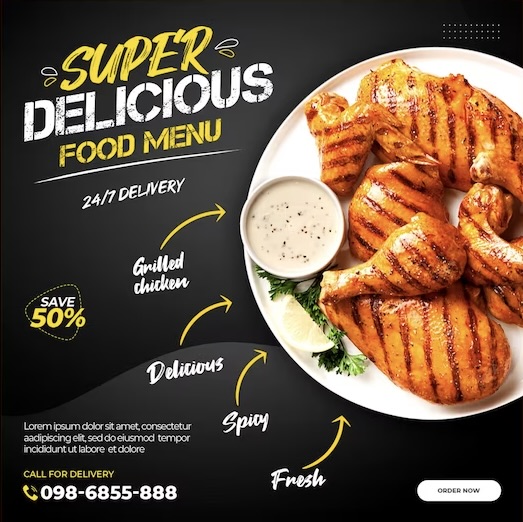 SUPER
DELICIOUS
FOOD MENU
24/7 DELIVERY
Grilled
chicken
SAVE
50%
Delicious
Spicy
Fresh
Lorem ipsum dolor sit amet, consectetur
aadipiscing elit, sed do eiusmod tempor
incididunt ut labore et dolore
CALL FOR DELIVERY
098-6855-888
ORDER NOW